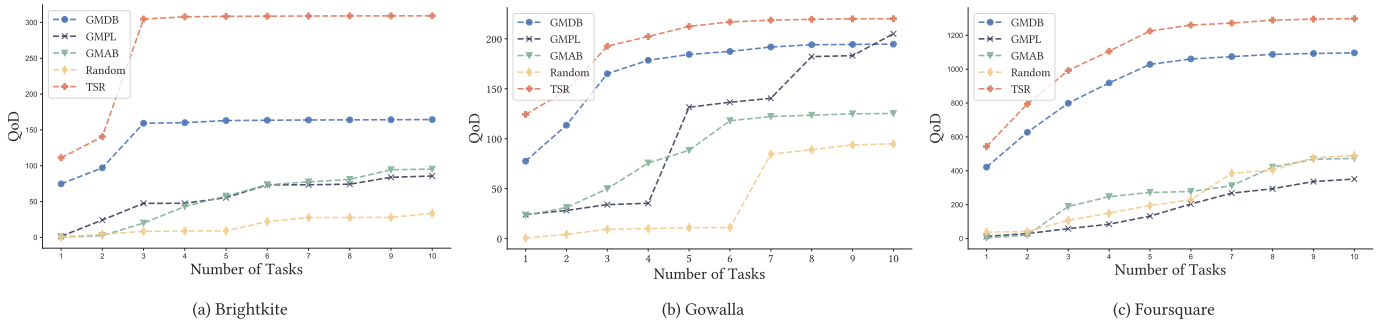 300
250
200
150
100
50
0
QoD
GMDB
GMPL
GMAB
Random
TSR
1 2 3 4 5 6 7 8 9 10
Number of Tasks
(a) Brightkite
200
150
100
50
0
QoD
GMDB
GMPL
GMAB
Random
TSR
1 2 3 4 5 6 7 8 9 10
Number of Tasks
(b) Gowalla
1200
1000
800
600
400
200
0
QoD
GMDB
GMPL
GMAB
Random
TSR
1 2 3 4 5 6 7 8 9 10
Number of Tasks
(c) Foursquare